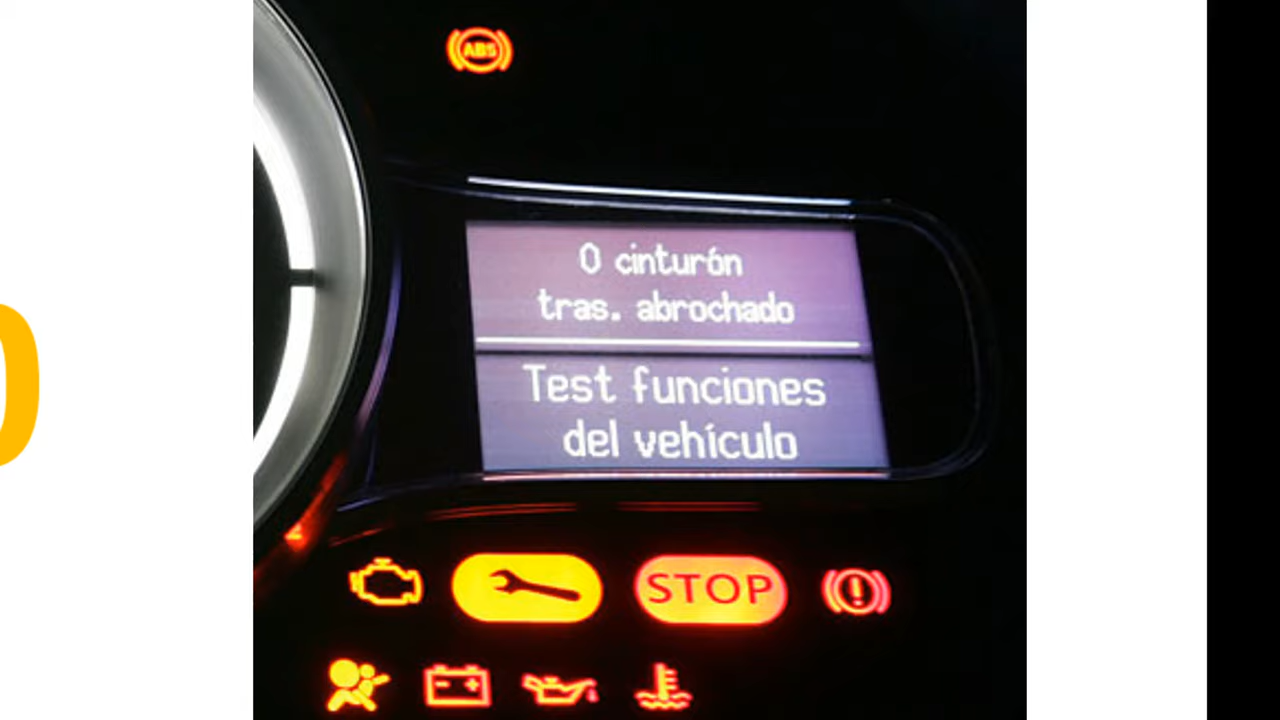 ABS
0 cinturón
tras. abrochado
Test funciones
del vehículo
STOP